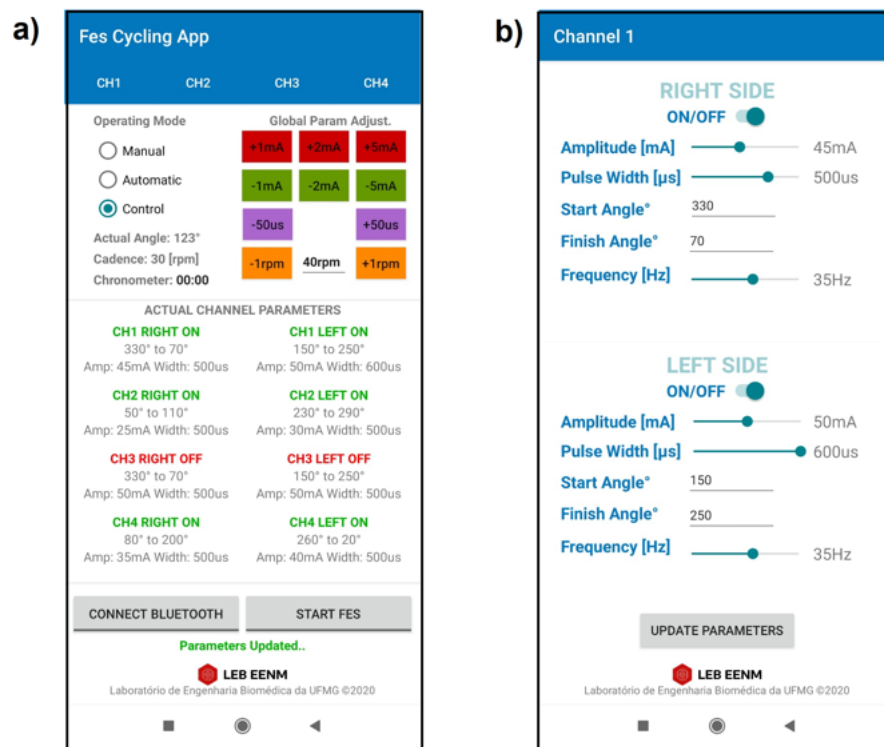 a)
Fes Cycling App
CH1 CH2 CH3 CH4
Operating Mode
Manual
Automatic
Control
Actual Angle: 123°
Cadence: 30 [rpm]
Chronometer: 00:00
Global Param Adjust.
+1mA +2mA +5mA
-1mA -2mA -5mA
-50us +50us
-1rpm 40rpm +1rpm
ACTUAL CHANNEL PARAMETERS
CH1 RIGHT ON
330° to 70°
Amp: 45mA Width: 500us
CH1 LEFT ON
150° to 250°
Amp: 50mA Width: 600us
CH2 RIGHT ON
50° to 110°
Amp: 25mA Width: 500us
CH2 LEFT ON
230° to 290°
Amp: 30mA Width: 500us
CH3 RIGHT OFF
330° to 70°
Amp: 50mA Width: 500us
CH3 LEFT OFF
150° to 250°
Amp: 50mA Width: 500us
CH4 RIGHT ON
80° to 200°
Amp: 35mA Width: 500us
CH4 LEFT ON
260° to 20°
Amp: 40mA Width: 500us
CONNECT BLUETOOTH START FES
Parameters Updated..
LEB EENM
Laboratório de Engenharia Biomédica da UFMG ©2020
b)
Channel 1
RIGHT SIDE
ON/OFF
Amplitude [mA] 45mA
Pulse Width [µs] 500us
Start Angle° 330
Finish Angle° 70
Frequency [Hz] 35Hz
LEFT SIDE
ON/OFF
Amplitude [mA] 50mA
Pulse Width [µs] 600us
Start Angle° 150
Finish Angle° 250
Frequency [Hz] 35Hz
UPDATE PARAMETERS
LEB EENM
Laboratório de Engenharia Biomédica da UFMG ©2020